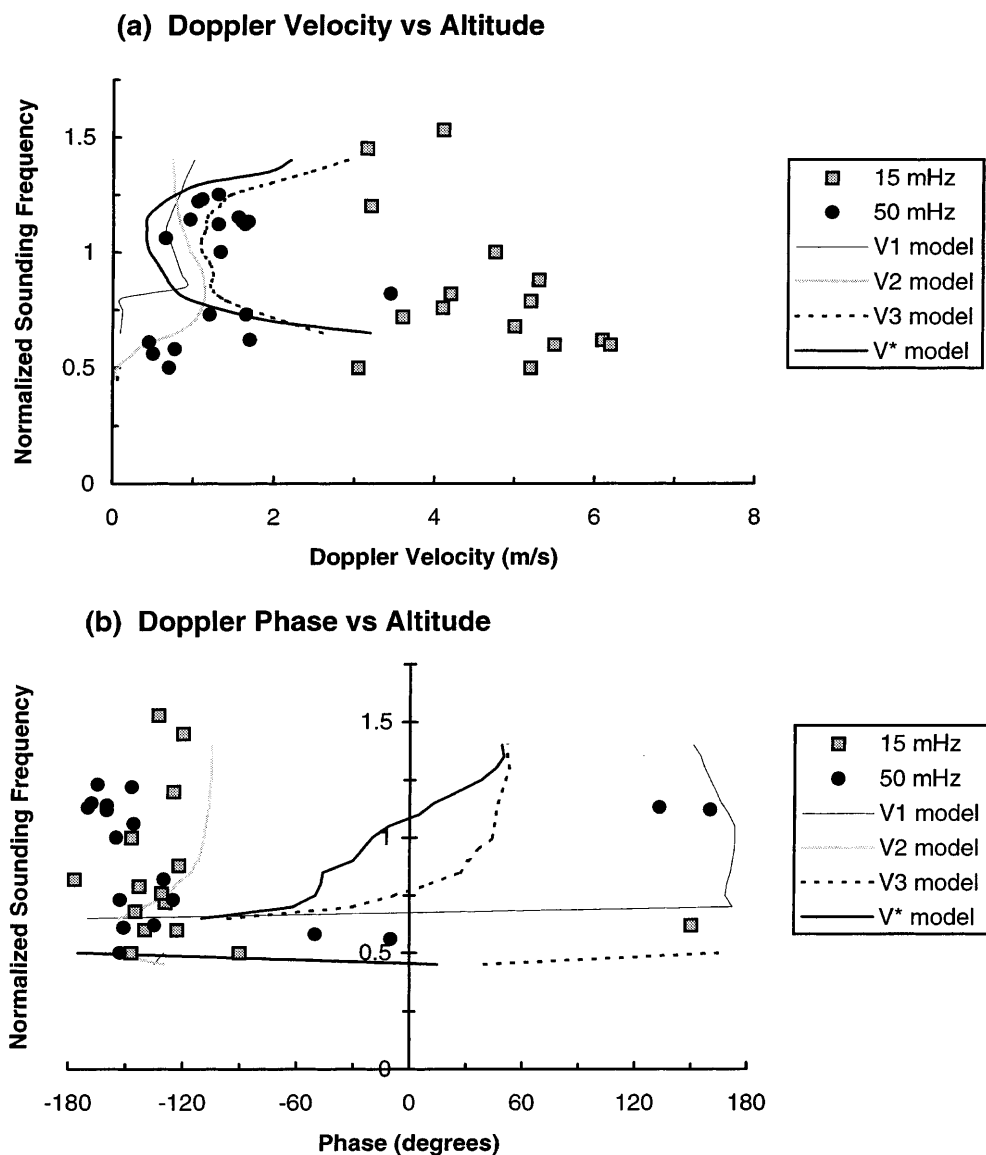 (a) Doppler Velocity vs Altitude
Normalized Sounding Frequency
1.5
1
0.5
0
0 2 4 6 8
Doppler Velocity (m/s)
15 mHz
50 mHz
V1 model
V2 model
V3 model
V* model
(b) Doppler Phase vs Altitude
Normalized Sounding Frequency
1.5
1
0.5
0
-180 -120 -60 0 60 120 180
Phase (degrees)
15 mHz
50 mHz
V1 model
V2 model
V3 model
V* model